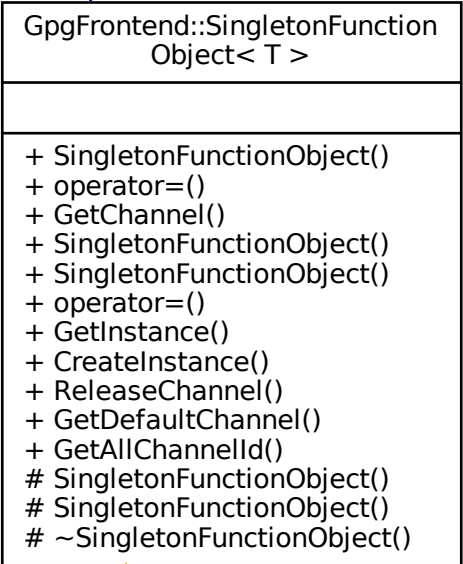 GpgFrontend::SingletonFunction
Object< T >
+ SingletonFunctionObject()
+ operator=()
+ GetChannel()
+ SingletonFunctionObject()
+ SingletonFunctionObject()
+ operator=()
+ GetInstance()
+ CreateInstance()
+ ReleaseChannel()
+ GetDefaultChannel()
+ GetAllChannelId()
# SingletonFunctionObject()
# SingletonFunctionObject()
# ~SingletonFunctionObject()